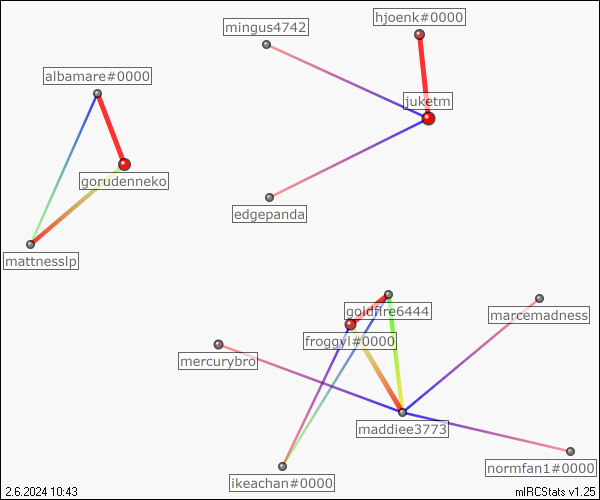 hjoenk#0000
mingus4742
albamare#0000
juketm
gorudenneko
edgepanda
mattnesslp
goldfire6444
marcemadness
froggyl#0000
mercurybro
maddiee3773
normfan1#0000
ikeachan#0000
2.6.2024 10:43
mIRCStats v1.25